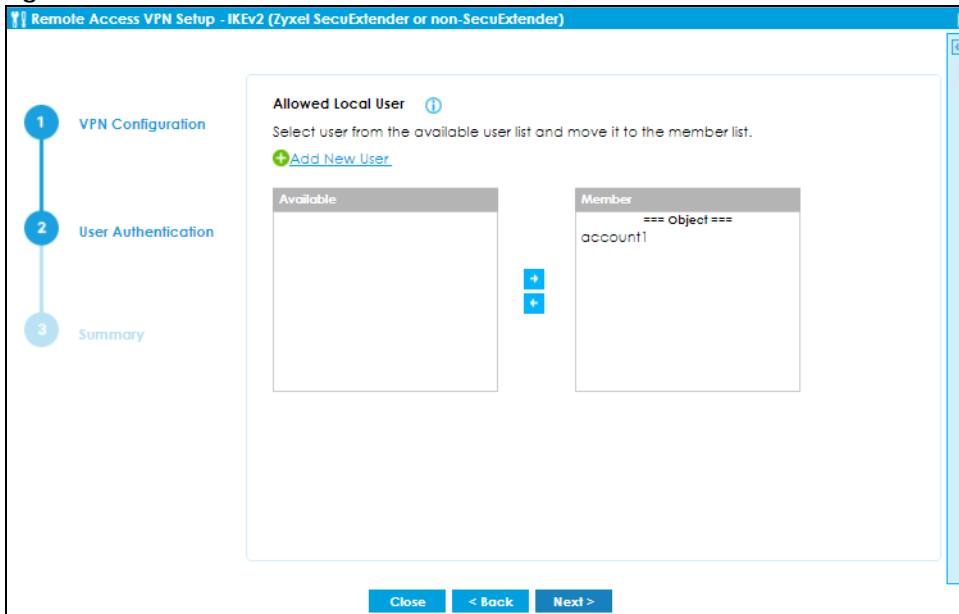 Remote Access VPN Setup - IKEv2 (Zyxel SecuExtender or non-SecuExtender)
1 VPN Configuration
2 User Authentication
3 Summary
Allowed Local User
Select user from the available user list and move it to the member list.
Add New User
Available
Member
=== Object ===
account1
Close
< Back
Next >